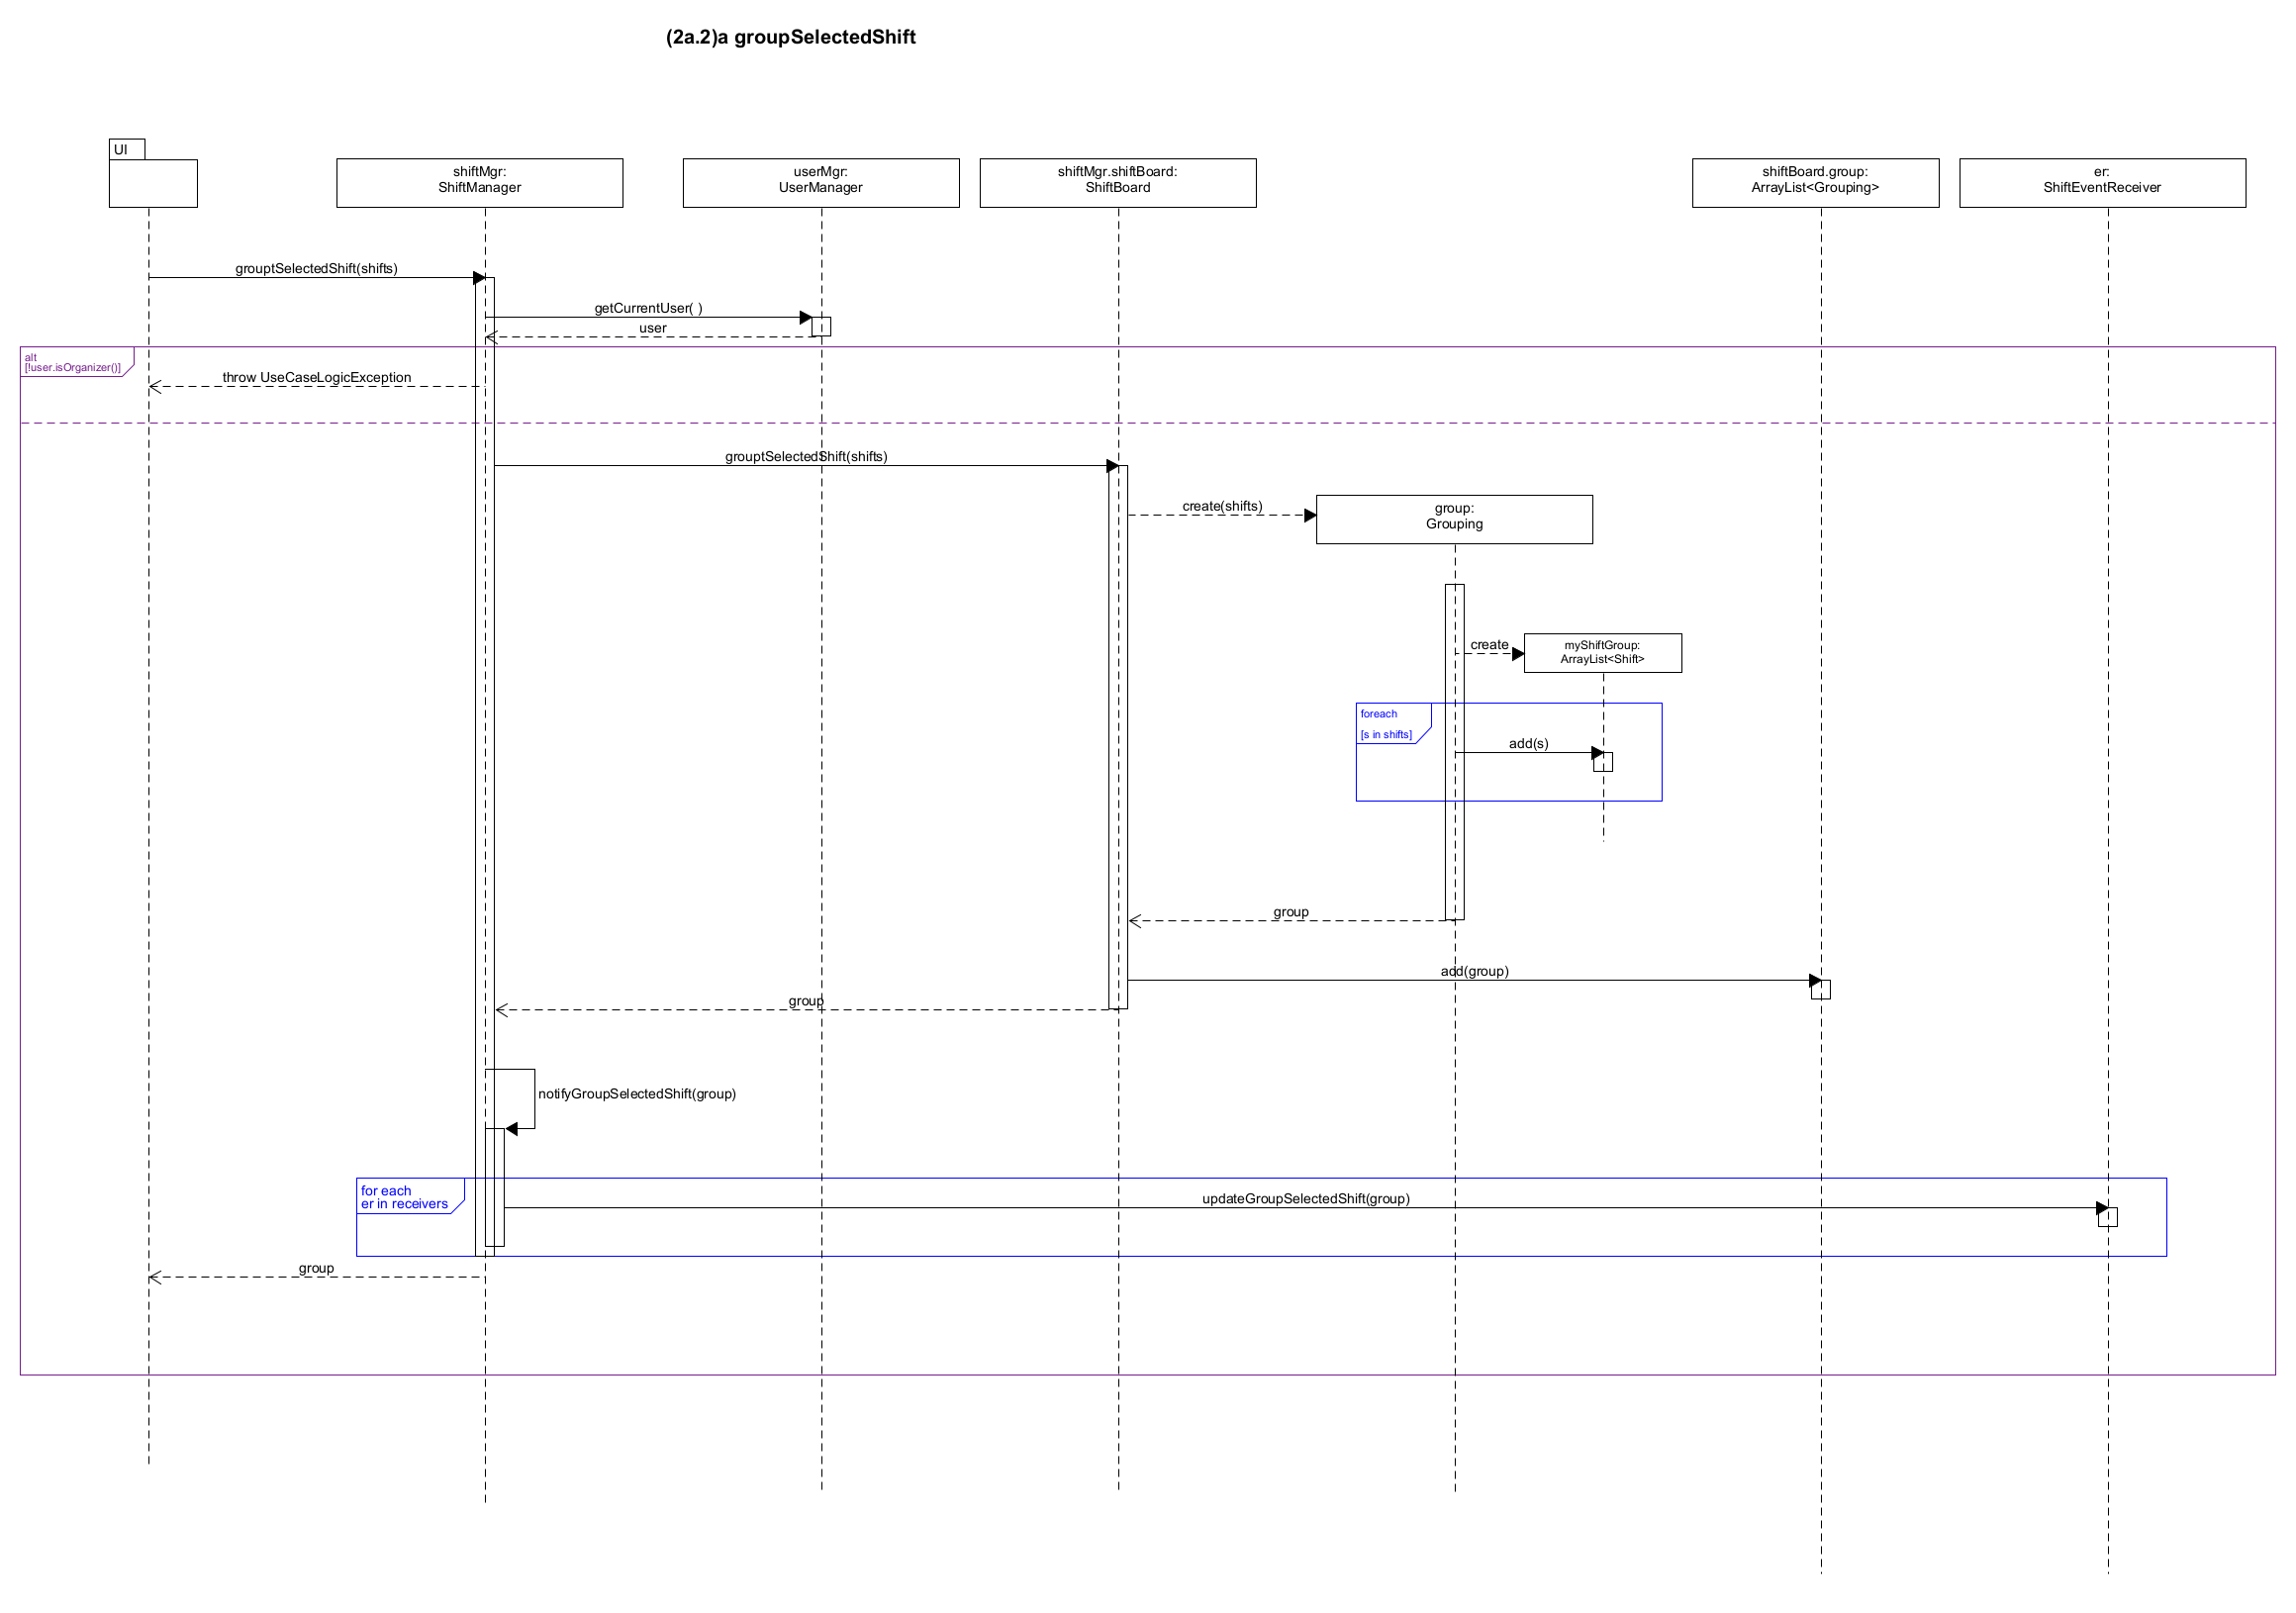 (2a.2)a groupSelectedShift
UI
shiftMgr:
ShiftManager
userMgr:
UserManager
shiftMgr.shiftBoard:
ShiftBoard
shiftBoard.group:
ArrayList<Grouping>
er:
ShiftEventReceiver
grouptSelectedShift(shifts)
getCurrentUser( )
user
alt
[!user.isOrganizer()]
throw UseCaseLogicException
grouptSelectedShift(shifts)
create(shifts)
group:
Grouping
create
myShiftGroup:
ArrayList<Shift>
foreach
[s in shifts]
add(s)
group
add(group)
group
notifyGroupSelectedShift(group)
for each
er in receivers
updateGroupSelectedShift(group)
group